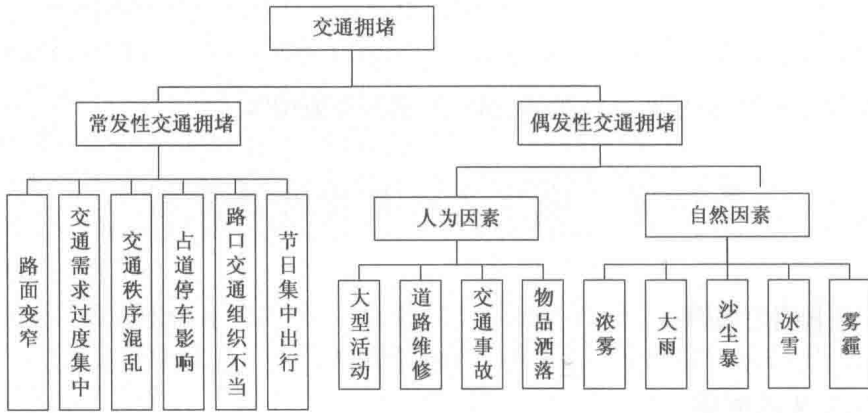 交通拥堵
常发性交通拥堵
偶发性交通拥堵
人为因素
自然因素
路面变窄
交通需求过度集中
交通秩序混乱
占道停车影响
路口交通组织不当
节日集中出行
大型活动
道路维修
交通事故
物品洒落
浓雾
大雨
沙尘暴
冰雪
雾霾